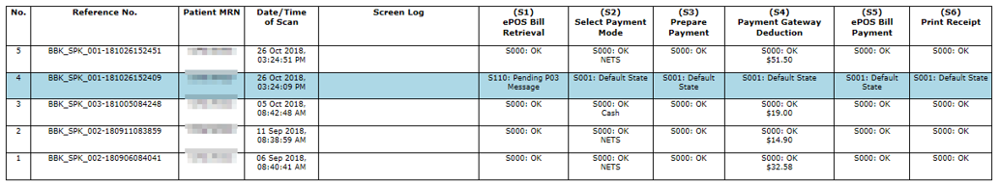 No. Reference No. Patient MRN Date/Time of Scan Screen Log (S1) ePOS Bill Retrieval (S2) Select Payment Mode (S3) Prepare Payment (S4) Payment Gateway Deduction (S5) ePOS Bill Payment (S6) Print Receipt
5 BBK_SPK_001-181026152451 26 Oct 2018, 03:24:51 PM S000: OK S000: OK NETS S000: OK S000: OK $51.50 S000: OK S000: OK
4 BBK_SPK_001-181026152409 26 Oct 2018, 03:24:09 PM S110: Pending P03 Message S001: Default State S001: Default State S001: Default State S001: Default State S001: Default State
3 BBK_SPK_003-181005084248 05 Oct 2018, 08:42:48 AM S000: OK S000: OK Cash S000: OK S000: OK $19.00 S000: OK S000: OK
2 BBK_SPK_002-180911083859 11 Sep 2018, 08:38:59 AM S000: OK S000: OK NETS S000: OK S000: OK $14.90 S000: OK S000: OK
1 BBK_SPK_002-180906084041 06 Sep 2018, 08:40:41 AM S000: OK S000: OK NETS S000: OK S000: OK $32.58 S000: OK S000: OK